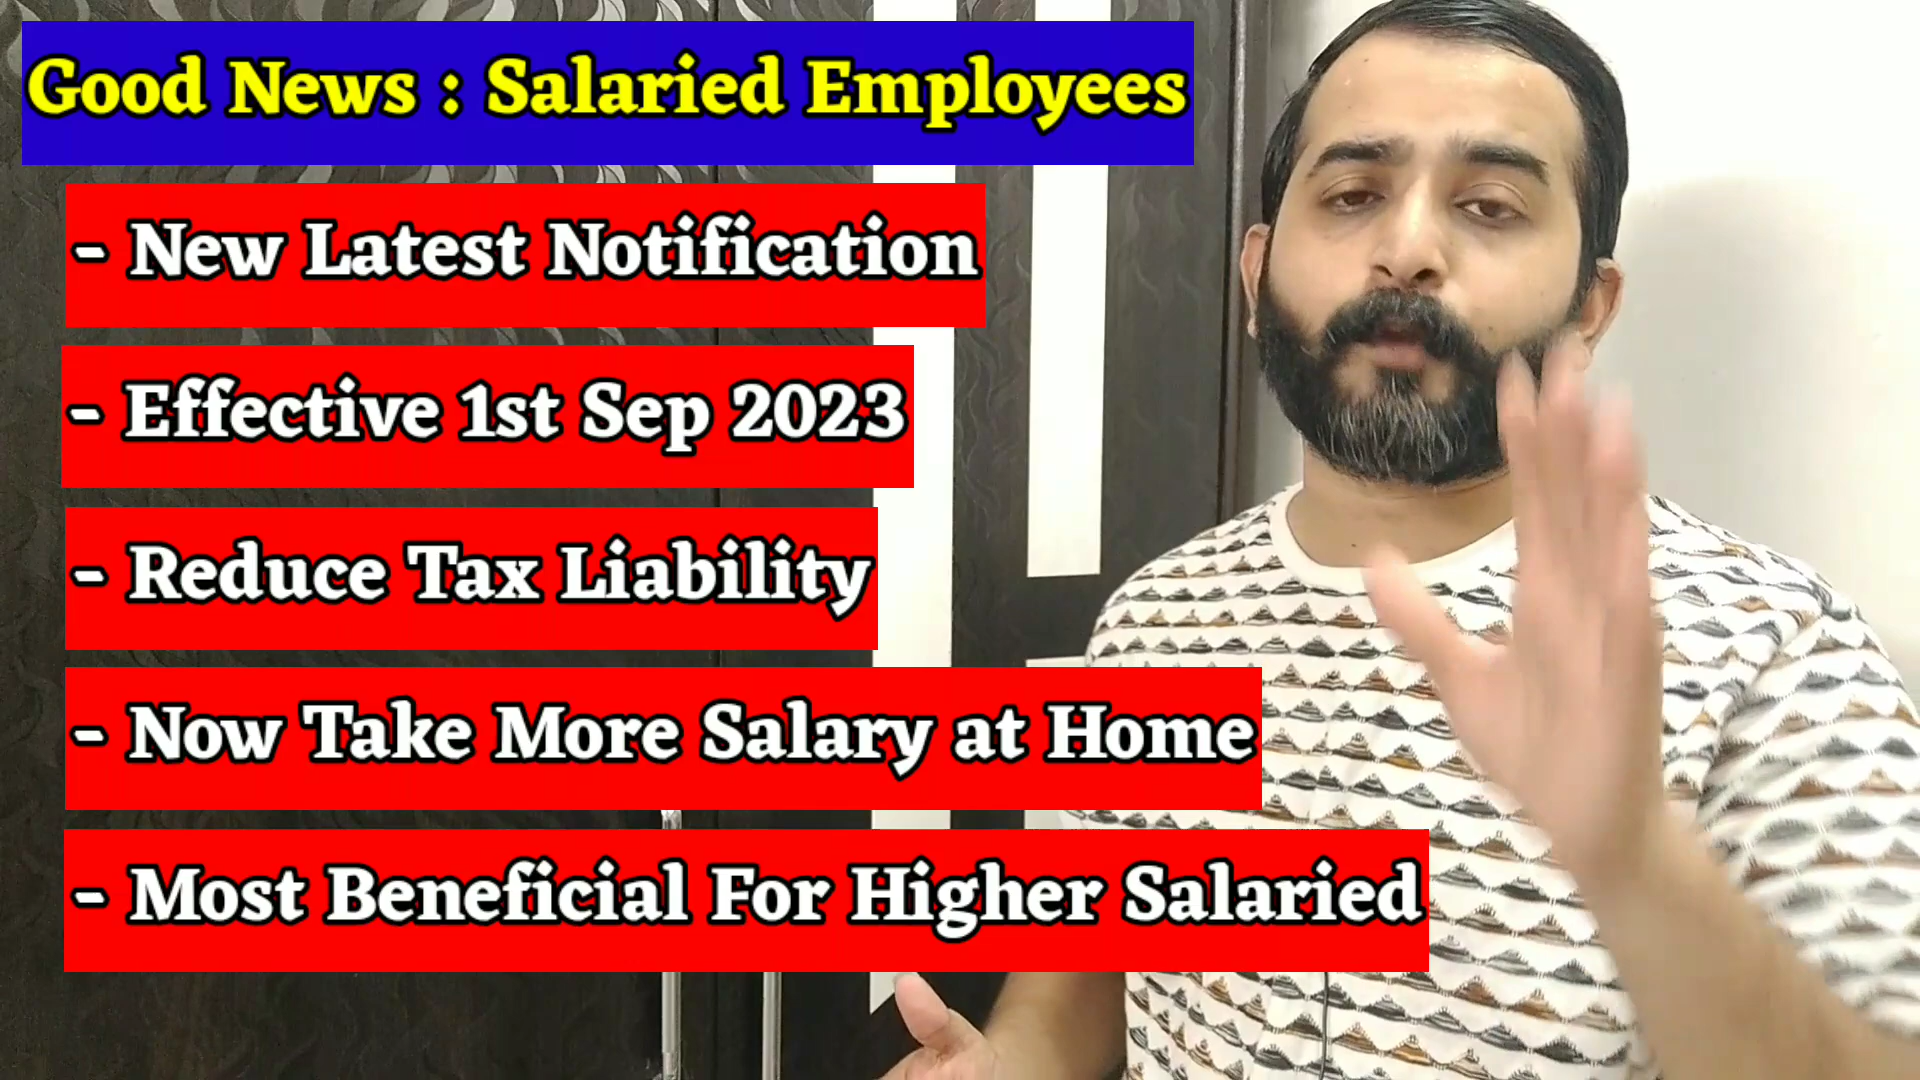 Good News : Salaried Employees
- New Latest Notification
- Effective 1st Sep 2023
- Reduce Tax Liability
- Now Take More Salary at Home
- Most Beneficial For Higher Salaried